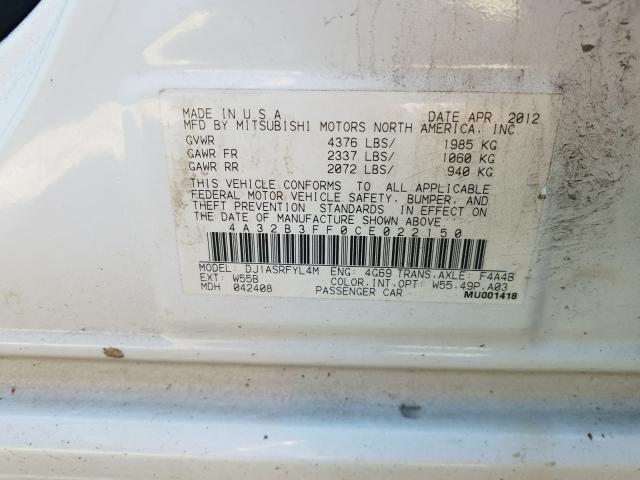 MADE IN U.S.A DATE APR. 2012
MFD BY MITSUBISHI MOTORS NORTH AMERICA, INC.
GVWR 4376 LBS/ 1985 KG
GAWR FR 2337 LBS/ 1060 KG
GAWR RR 2072 LBS/ 940 KG
THIS VEHICLE CONFORMS TO ALL APPLICABLE
FEDERAL MOTOR VEHICLE SAFETY, BUMPER, AND
THEFT PREVENTION STANDARDS IN EFFECT ON
THE DATE OF MANUFACTURE SHOWN ABOVE.
4A32B3FF0CE022150
MODEL: DJ1ASRFYL4M ENG: 4G69 TRANS.AXLE: F4A4B
EXT: W55B COLOR.INT.OPT: W55.49P.A03
MDH 042408 PASSENGER CAR MU001418